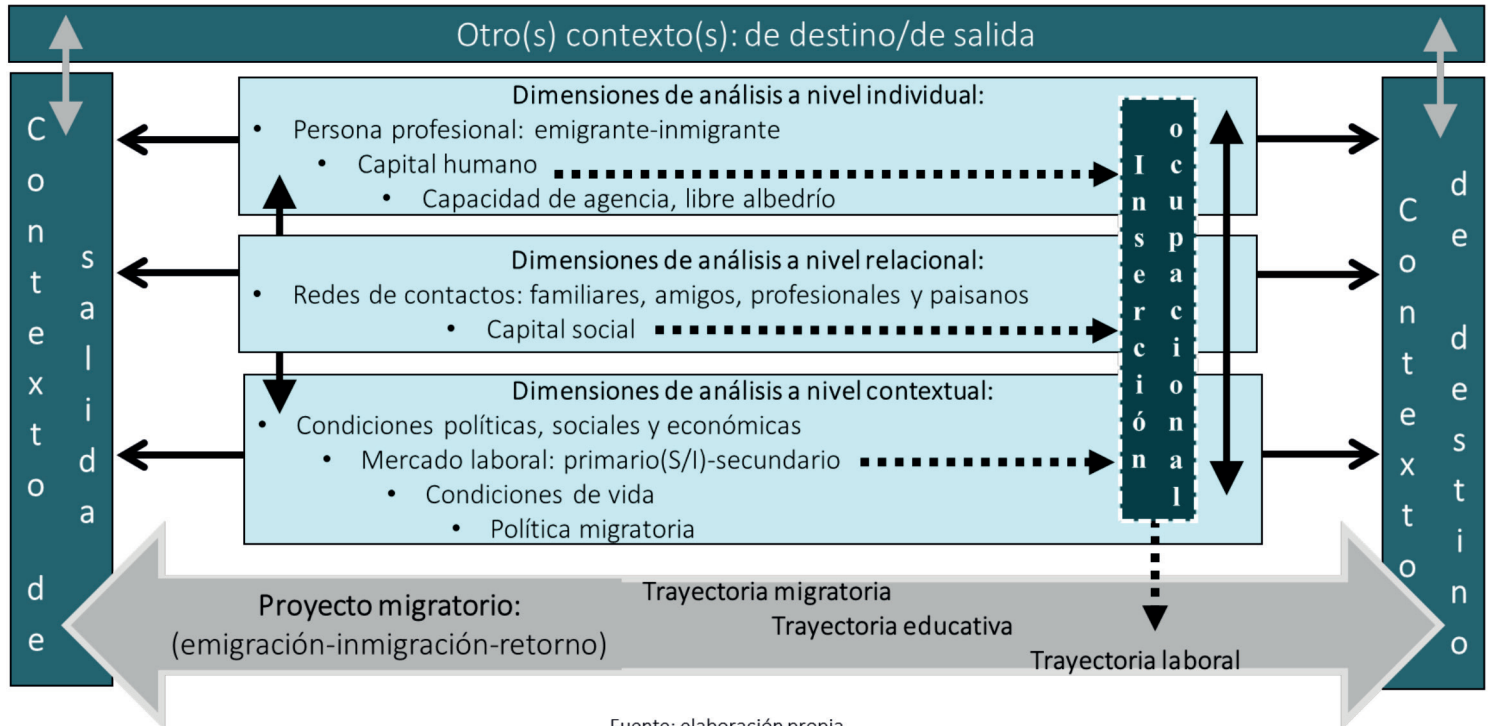 Otro(s) contexto(s): de destino/de salida
Contexto de
salida
Dimensiones de análisis a nivel individual:
• Persona profesional: emigrante-inmigrante
• Capital humano
• Capacidad de agencia, libre albedrío
Dimensiones de análisis a nivel relacional:
• Redes de contactos: familiares, amigos, profesionales y paisanos
• Capital social
Dimensiones de análisis a nivel contextual:
• Condiciones políticas, sociales y económicas
• Mercado laboral: primario(S/I)-secundario
• Condiciones de vida
• Política migratoria
Inserción
ocupacional
Contexto
de destino
Proyecto migratorio:
(emigración-inmigración-retorno)
Trayectoria migratoria
Trayectoria educativa
Trayectoria laboral
Fuente: elaboración propia